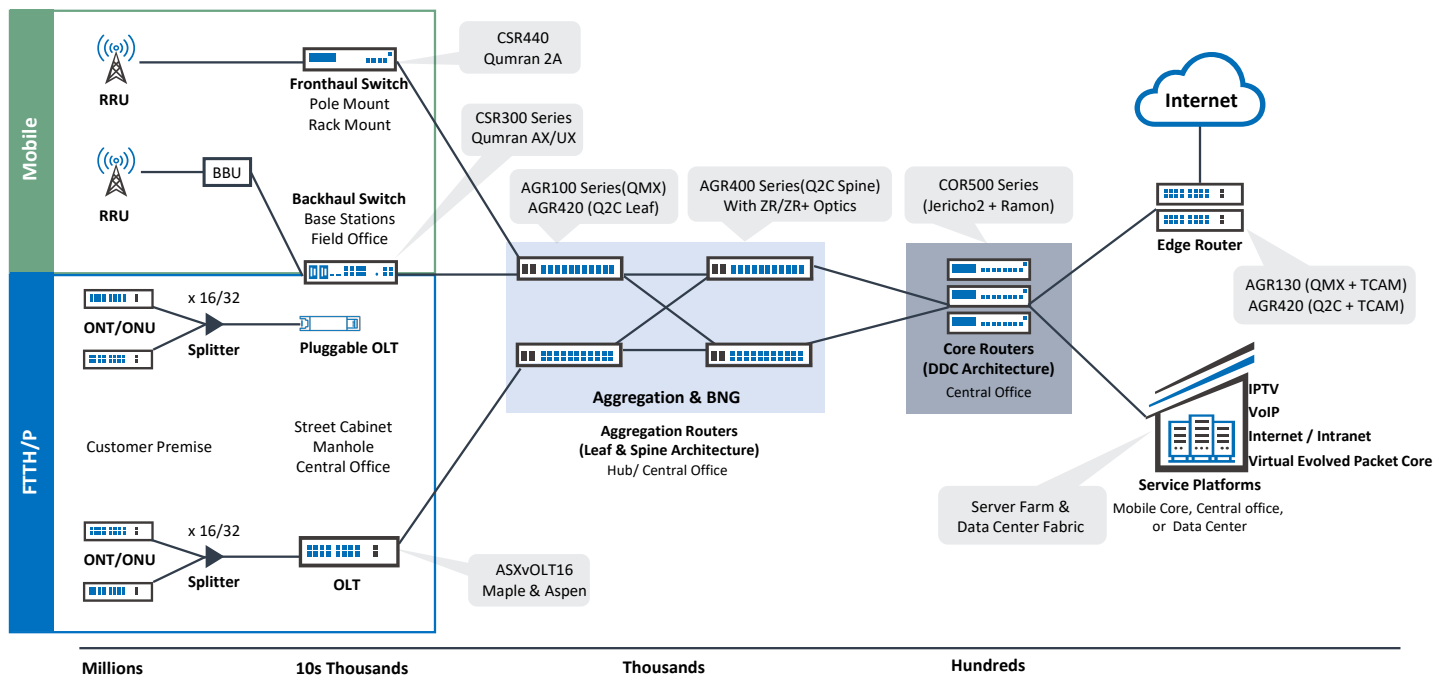 Mobile
RRU
Fronthaul Switch
Pole Mount
Rack Mount
CSR440
Qumran 2A
RRU
BBU
Backhaul Switch
Base Stations
Field Office
CSR300 Series
Qumran AX/UX
FTTH/P
x 16/32
ONT/ONU
Splitter
Pluggable OLT
Customer Premise
Street Cabinet
Manhole
Central Office
x 16/32
ONT/ONU
Splitter
OLT
ASXvOLT16
Maple & Aspen
AGR100 Series(QMX)
AGR420 (Q2C Leaf)
AGR400 Series(Q2C Spine)
With ZR/ZR+ Optics
Aggregation & BNG
Aggregation Routers
(Leaf & Spine Architecture)
Hub/ Central Office
COR500 Series
(Jericho2 + Ramon)
Core Routers
(DDC Architecture)
Central Office
Internet
Edge Router
AGR130 (QMX + TCAM)
AGR420 (Q2C + TCAM)
IPTV
VoIP
Internet / Intranet
Virtual Evolved Packet Core
Service Platforms
Mobile Core, Central office,
or Data Center
Server Farm &
Data Center Fabric
Millions
10s Thousands
Thousands
Hundreds